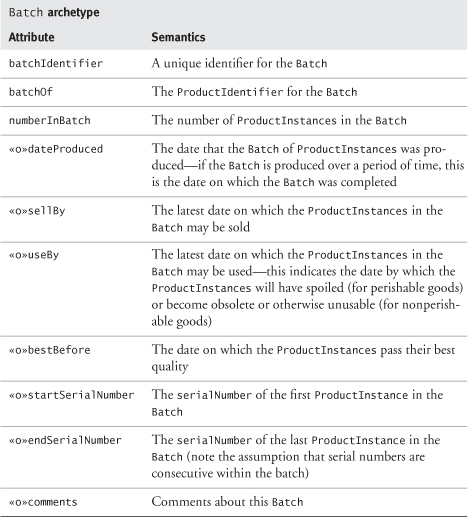 Batch archetype
Attribute Semantics
batchIdentifier A unique identifier for the Batch
batchOf The ProductIdentifier for the Batch
numberInBatch The number of ProductInstances in the Batch
«o»dateProduced The date that the Batch of ProductInstances was pro-
duced—if the Batch is produced over a period of time, this
is the date on which the Batch was completed
«o»sellBy The latest date on which the ProductInstances in the
Batch may be sold
«o»useBy The latest date on which the ProductInstances in the
Batch may be used—this indicates the date by which the
ProductInstances will have spoiled (for perishable goods)
or become obsolete or otherwise unusable (for nonperish-
able goods)
«o»bestBefore The date on which the ProductInstances pass their best
quality
«o»startSerialNumber The serialNumber of the first ProductInstance in the
Batch
«o»endSerialNumber The serialNumber of the last ProductInstance in the
Batch (note the assumption that serial numbers are
consecutive within the batch)
«o»comments Comments about this Batch